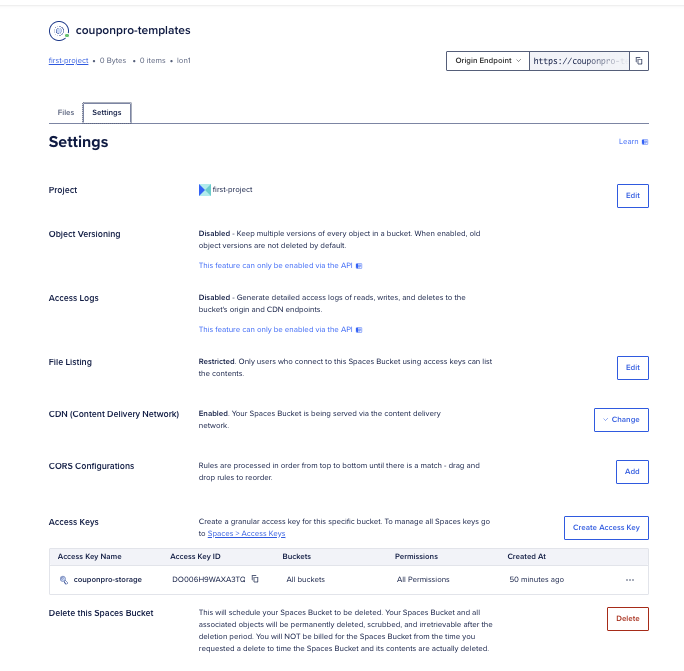 couponpro-templates
first-project • 0 Bytes • 0 items • lon1
Origin Endpoint https://couponpro-t
Files Settings
Settings
Learn
Project first-project Edit
Object Versioning Disabled - Keep multiple versions of every object in a bucket. When enabled, old
object versions are not deleted by default.
This feature can only be enabled via the API
Access Logs Disabled - Generate detailed access logs of reads, writes, and deletes to the
bucket's origin and CDN endpoints.
This feature can only be enabled via the API
File Listing Restricted. Only users who connect to this Spaces Bucket using access keys can list Edit
the contents.
CDN (Content Delivery Network) Enabled. Your Spaces Bucket is being served via the content delivery Change
network.
CORS Configurations Rules are processed in order from top to bottom until there is a match - drag and Add
drop rules to reorder.
Access Keys Create a granular access key for this specific bucket. To manage all Spaces keys go Create Access Key
to Spaces > Access Keys
Access Key Name Access Key ID Buckets Permissions Created At
couponpro-storage DO006H9WAXA3TQ All buckets All Permissions 50 minutes ago ...
Delete this Spaces Bucket This will schedule your Spaces Bucket to be deleted. Your Spaces Bucket and all Delete
associated objects will be permanently deleted, scrubbed, and irretrievable after the
deletion period. You will NOT be billed for the Spaces Bucket from the time you
requested a delete to time the Spaces Bucket and its contents are actually deleted.